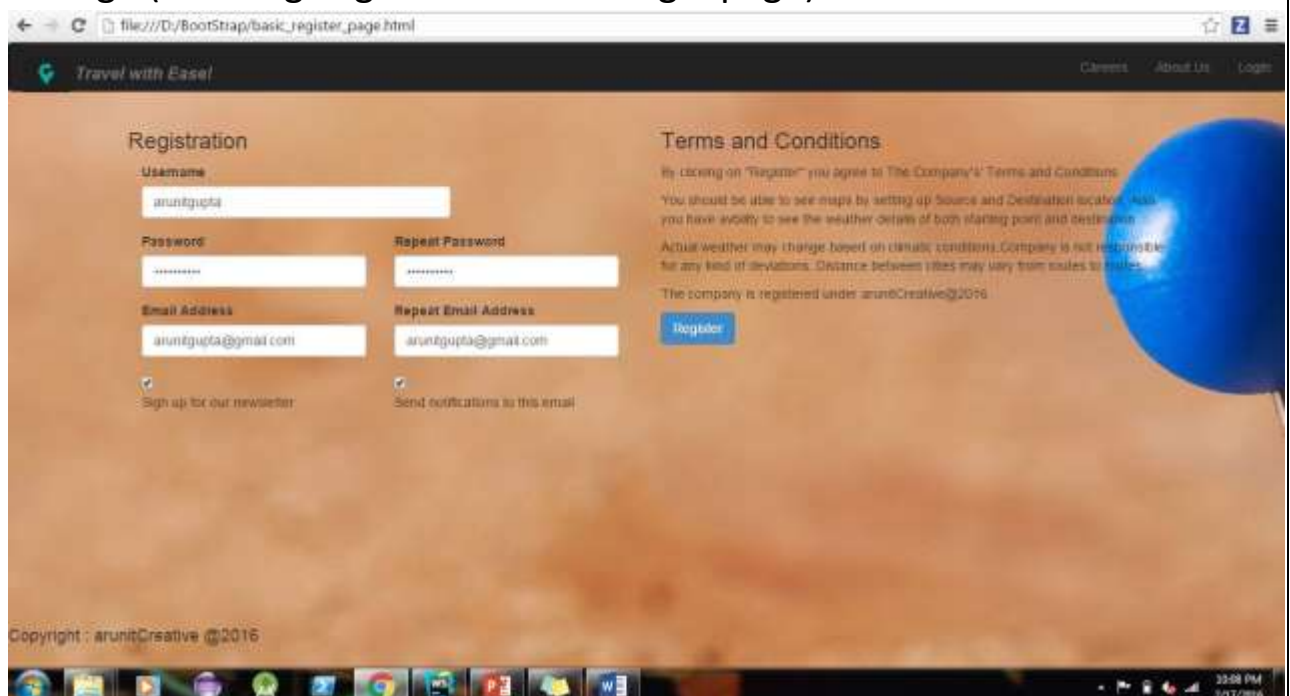 file:///D:/BootStrap/basic_register_page.html
Travel with Ease!
Careers About Us Login
Registration
Username
arunitgupta
Password Repeat Password
Email Address Repeat Email Address
arunitgupta@gmail.com arunitgupta@gmail.com
Sign up for our newsletter Send notifications to this email
Terms and Conditions
By clicking on "Register" you agree to The Company's' Terms and Conditions
You should be able to see maps by setting up Source and Destination location. Also
you have avbility to see the weather details of both starting point and destination
Actual weather may change based on climatic conditions.Company is not responsible
for any kind of deviations. Distance between cities may vary from routes to routes.
The company is registered under arunitCreative@2016
Register
Copyright : arunitCreative @2016
10:08 PM